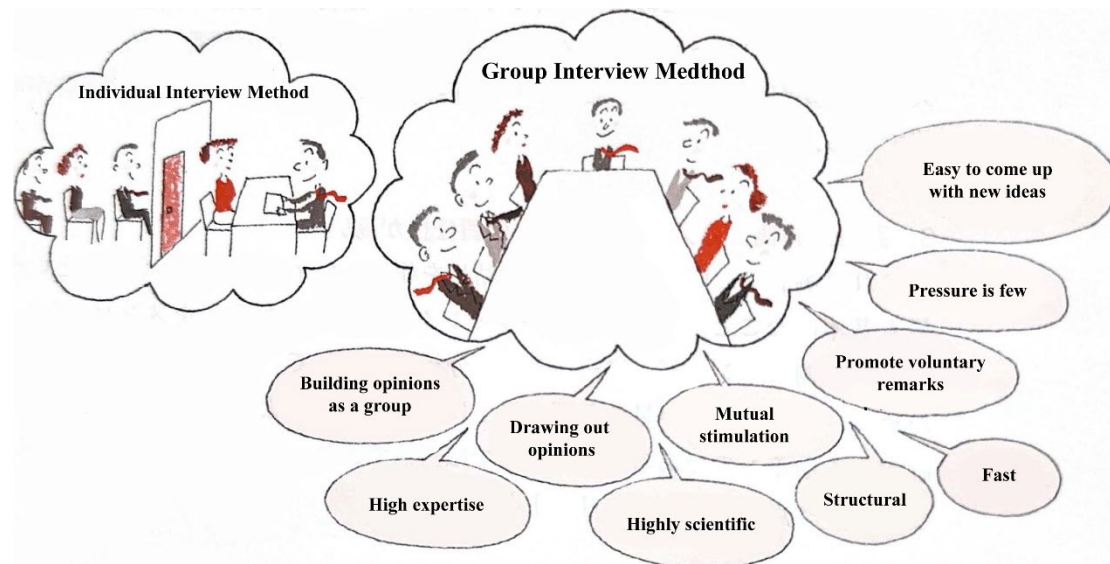 Individual Interview Method
Group Interview Medthod
Easy to come up
with new ideas
Pressure is few
Promote voluntary
remarks
Building opinions
as a group
Drawing out
opinions
Mutual
stimulation
High expertise
Highly scientific
Structural
Fast